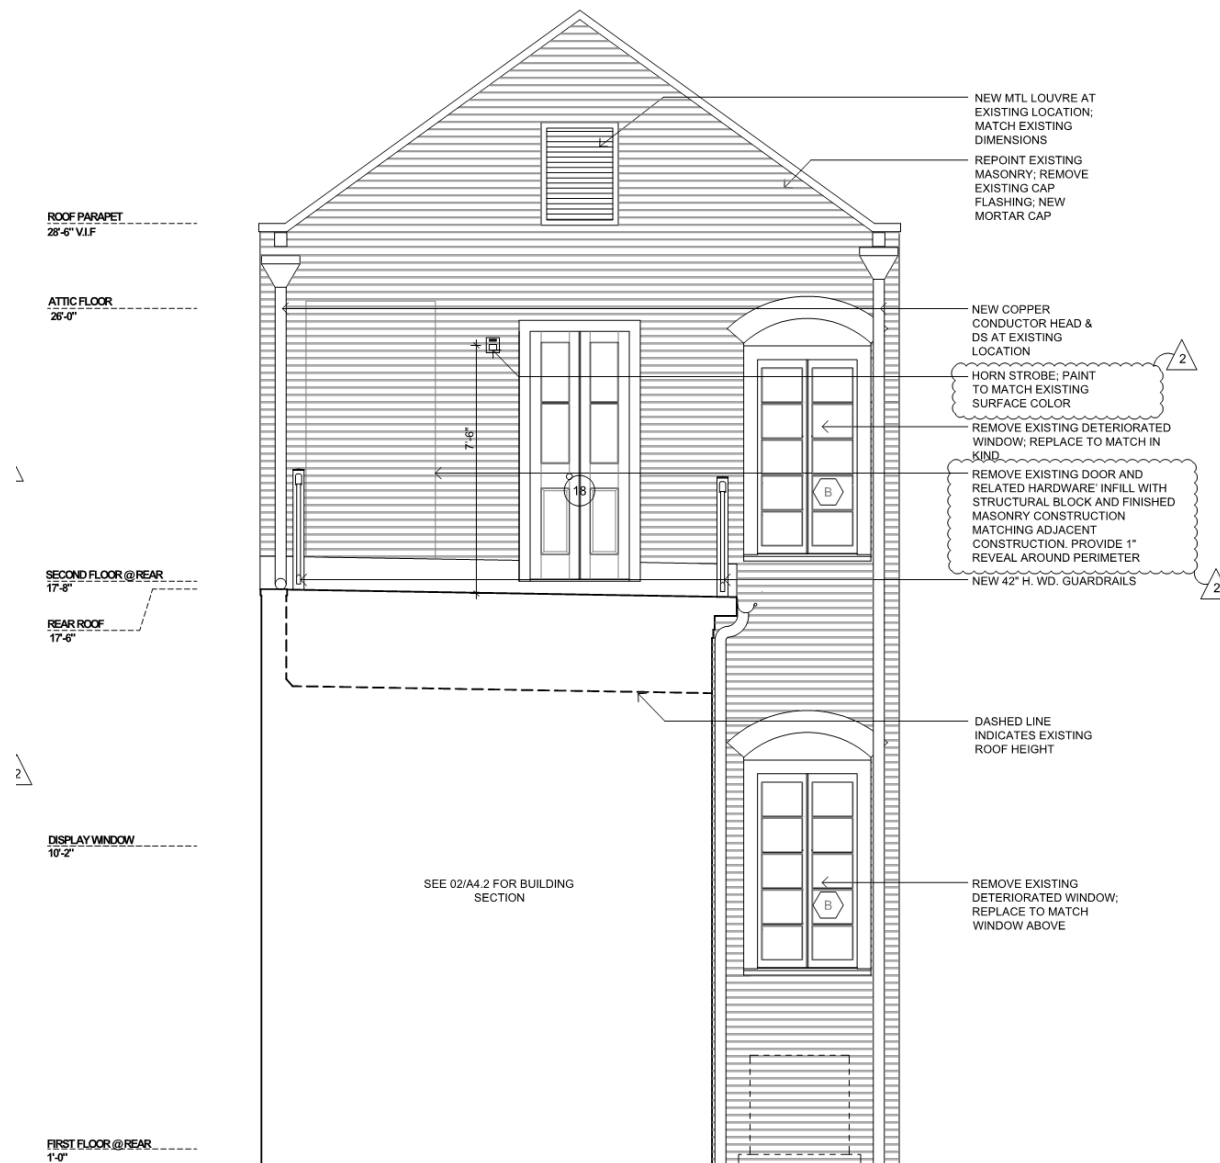 NEW MTL LOUVRE AT
EXISTING LOCATION;
MATCH EXISTING
DIMENSIONS
REPOINT EXISTING
MASONRY; REMOVE
EXISTING CAP
FLASHING; NEW
MORTAR CAP
ROOF PARAPET
28'-6" V.I.F
ATTIC FLOOR
26'-0"
NEW COPPER
CONDUCTOR HEAD &
DS AT EXISTING
LOCATION
2
HORN STROBE; PAINT
TO MATCH EXISTING
SURFACE COLOR
7'-6"
REMOVE EXISTING DETERIORATED
WINDOW; REPLACE TO MATCH IN
KIND
REMOVE EXISTING DOOR AND
RELATED HARDWARE' INFILL WITH
STRUCTURAL BLOCK AND FINISHED
MASONRY CONSTRUCTION
MATCHING ADJACENT
CONSTRUCTION. PROVIDE 1"
REVEAL AROUND PERIMETER
18
B
SECOND FLOOR @ REAR
17'-8"
NEW 42" H. WD. GUARDRAILS
2
REAR ROOF
17'-6"
DASHED LINE
INDICATES EXISTING
ROOF HEIGHT
2
DISPLAY WINDOW
10'-2"
SEE 02/A4.2 FOR BUILDING
SECTION
REMOVE EXISTING
DETERIORATED WINDOW;
REPLACE TO MATCH
WINDOW ABOVE
B
FIRST FLOOR @ REAR
1'-0"